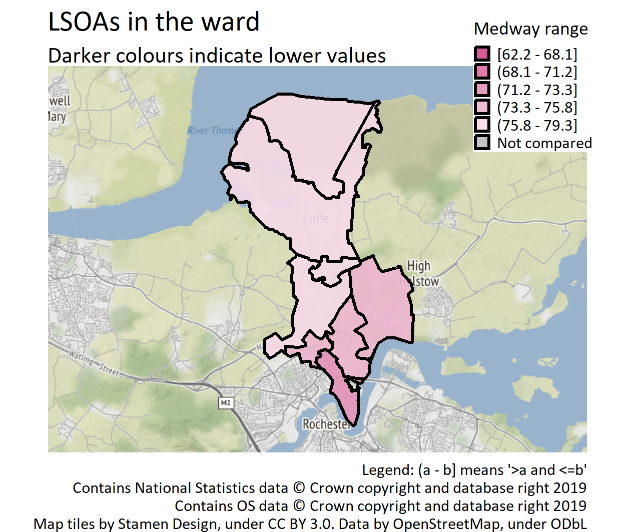 LSOAs in the ward
Darker colours indicate lower values
Medway range
[62.2 - 68.1]
(68.1 - 71.2]
(71.2 - 73.3]
(73.3 - 75.8]
(75.8 - 79.3]
Not compared
well
Mary
River Tham
Cliffe
High
lstow
Watling-Street
M2
Rochester
Legend: (a - b] means '>a and <=b'
Contains National Statistics data © Crown copyright and database right 2019
Contains OS data © Crown copyright and database right 2019
Map tiles by Stamen Design, under CC BY 3.0. Data by OpenStreetMap, under ODbL